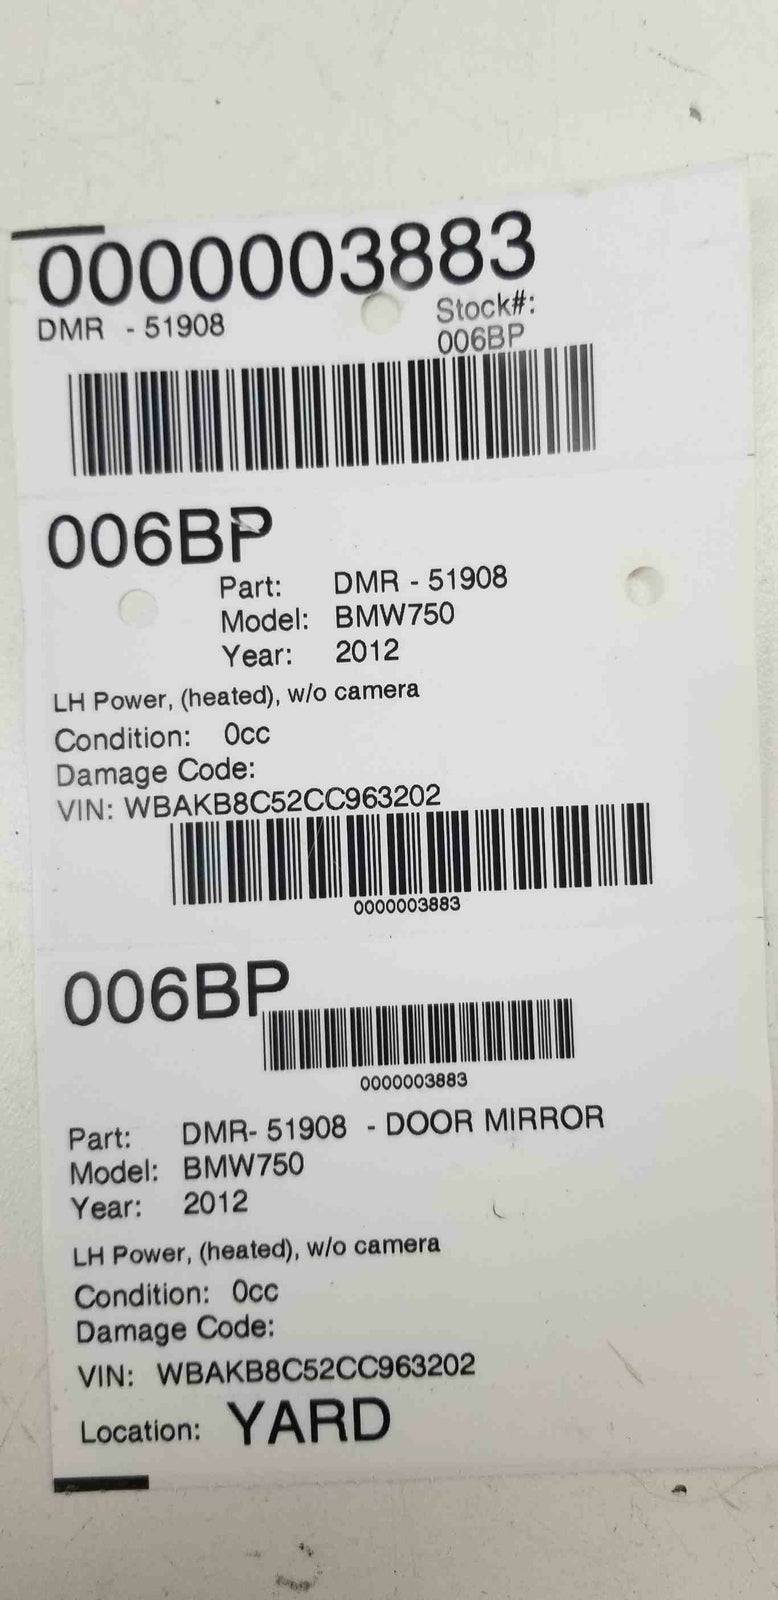 0000003883
DMR - 51908
Stock#:
006BP
006BP
Part: DMR - 51908
Model: BMW750
Year: 2012
LH Power, (heated), w/o camera
Condition: 0cc
Damage Code:
VIN: WBAKB8C52CC963202
0000003883
006BP
0000003883
Part: DMR- 51908 - DOOR MIRROR
Model: BMW750
Year: 2012
LH Power, (heated), w/o camera
Condition: 0cc
Damage Code:
VIN: WBAKB8C52CC963202
Location: YARD